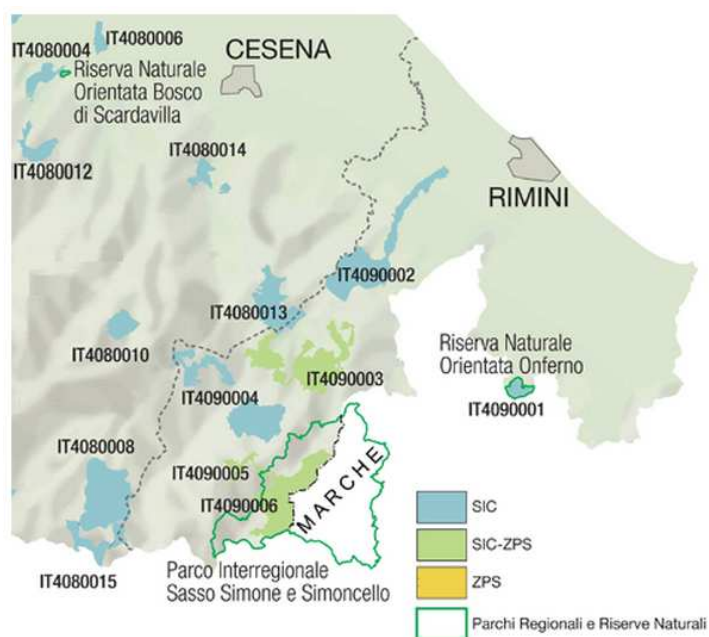 IT4080006
IT4080004
CESENA
Riserva Naturale
Orientata Bosco
di Scardavilla
IT4080012
IT4080014
RIMINI
IT4090002
IT4080013
IT4080010
Riserva Naturale
Orientata Onferno
IT4090003
IT4090001
IT4090004
IT4080008
IT4090005
MARCHE
IT4090006
IT4080015
Parco Interregionale
Sasso Simone e Simoncello
SIC
SIC-ZPS
ZPS
Parchi Regionali e Riserve Naturali